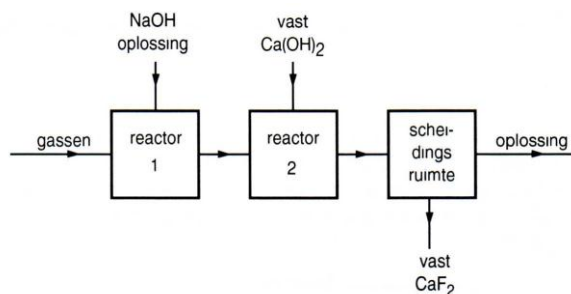 NaOH
oplossing
vast
Ca(OH)2
gassen
reactor
1
reactor
2
schei-
dings
ruimte
oplossing
vast
CaF2